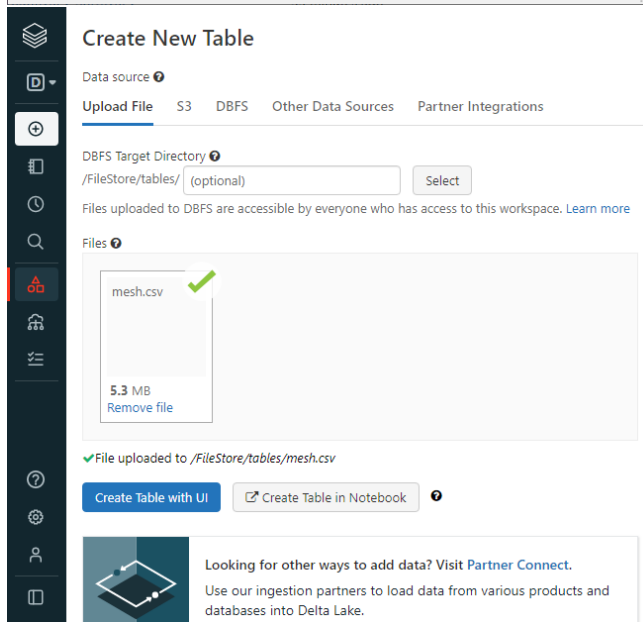 Create New Table
Data source
D
Upload File S3 DBFS Other Data Sources Partner Integrations
DBFS Target Directory
/FileStore/tables/ (optional) Select
Files uploaded to DBFS are accessible by everyone who has access to this workspace. Learn more
Files
mesh.csv
5.3 MB
Remove file
File uploaded to /FileStore/tables/mesh.csv
Create Table with UI Create Table in Notebook
Looking for other ways to add data? Visit Partner Connect.
Use our ingestion partners to load data from various products and
databases into Delta Lake.